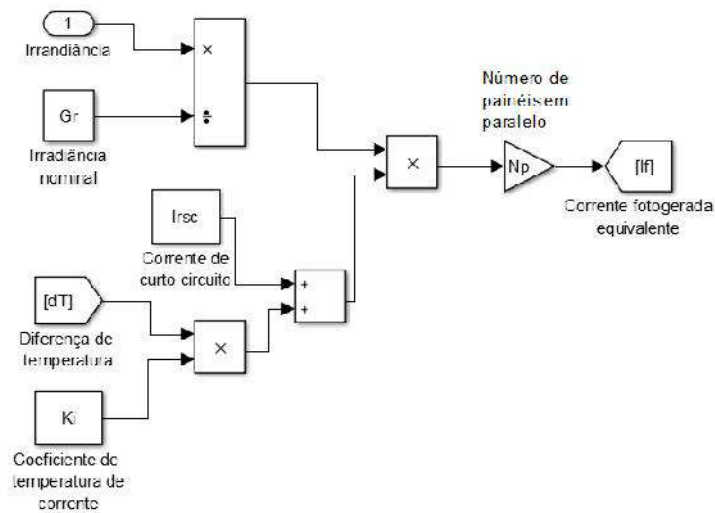 1
Irrandiância
×
÷
Gr
Irradiância
nominal
Número de
painéis em
paralelo
×
Np
[If]
Corrente fotogerada
equivalente
Irsc
Corrente de
curto circuito
+
+
[dT]
Diferença de
temperatura
×
Ki
Coeficiente de
temperatura de
corrente